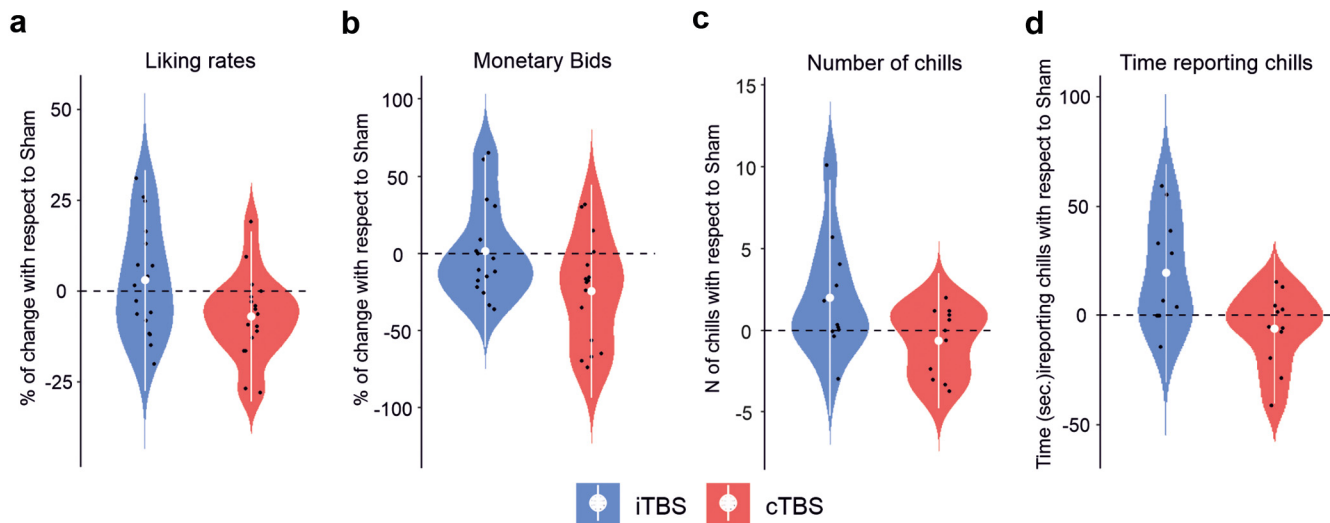 a
Liking rates
% of change with respect to Sham
50
25
0
-25
b
Monetary Bids
% of change with respect to Sham
100
50
0
-50
-100
c
Number of chills
N of chills with respect to Sham
15
10
5
0
-5
d
Time reporting chills
Time (sec.)ireporting chills with respect to Sham
100
50
0
-50
iTBS
cTBS